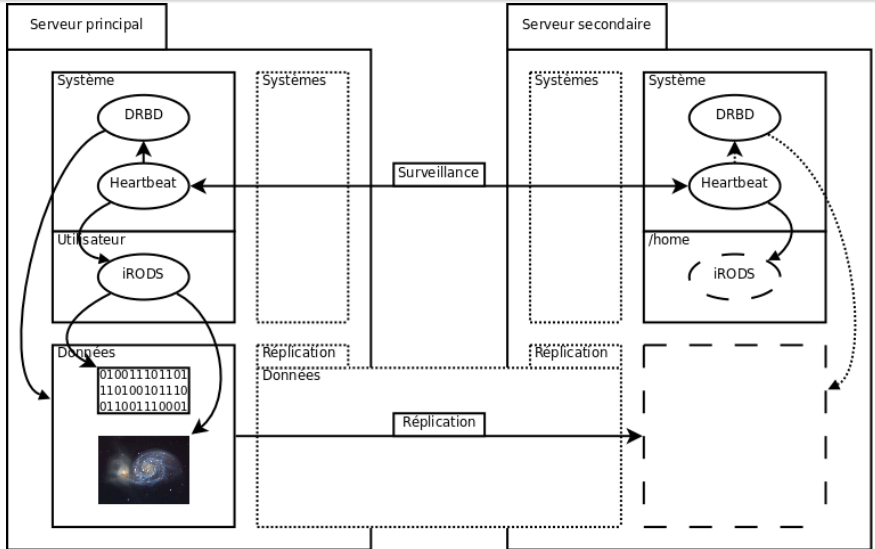 Serveur principal
Serveur secondaire
Système
DRBD
Heartbeat
Utilisateur
iRODS
Systèmes
Surveillance
Systèmes
Système
DRBD
Heartbeat
/home
iRODS
Données
010011101101
110100101110
011001110001
Réplication
Données
Réplication
Réplication